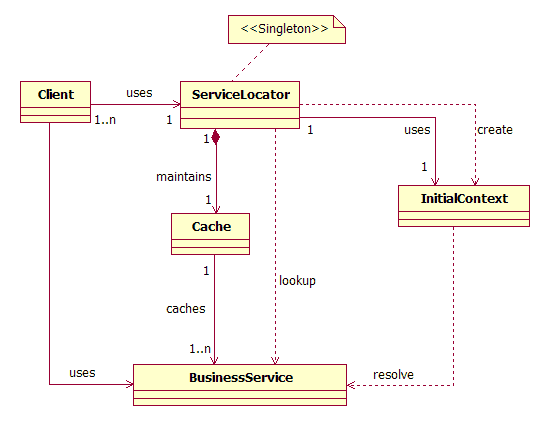 <<Singleton>>
Client
uses
ServiceLocator
1..n
1
1
1
uses
create
maintains
1
1
InitialContext
Cache
1
lookup
caches
1..n
uses
BusinessService
resolve